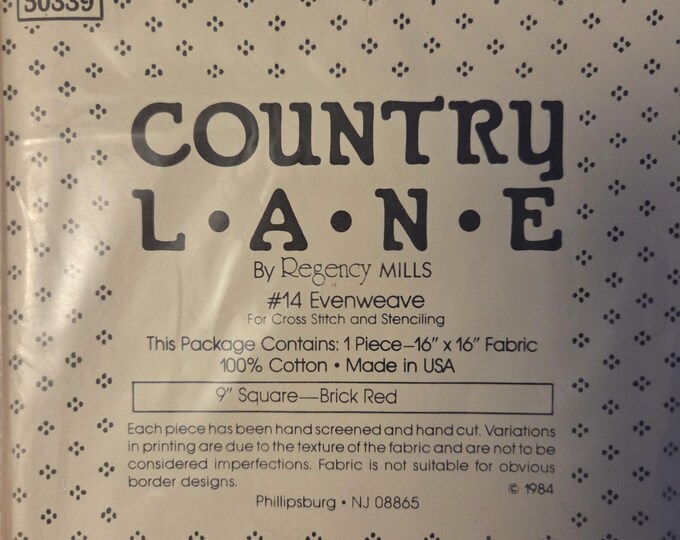 30339
COUNTRY
L•A•N•E
By Regency MILLS
#14 Evenweave
For Cross Stitch and Stenciling
This Package Contains: 1 Piece–16” x 16” Fabric
100% Cotton • Made in USA
9” Square—Brick Red
Each piece has been hand screened and hand cut. Variations
in printing are due to the texture of the fabric and are not to be
considered imperfections. Fabric is not suitable for obvious
border designs.
© 1984
Phillipsburg • NJ 08865